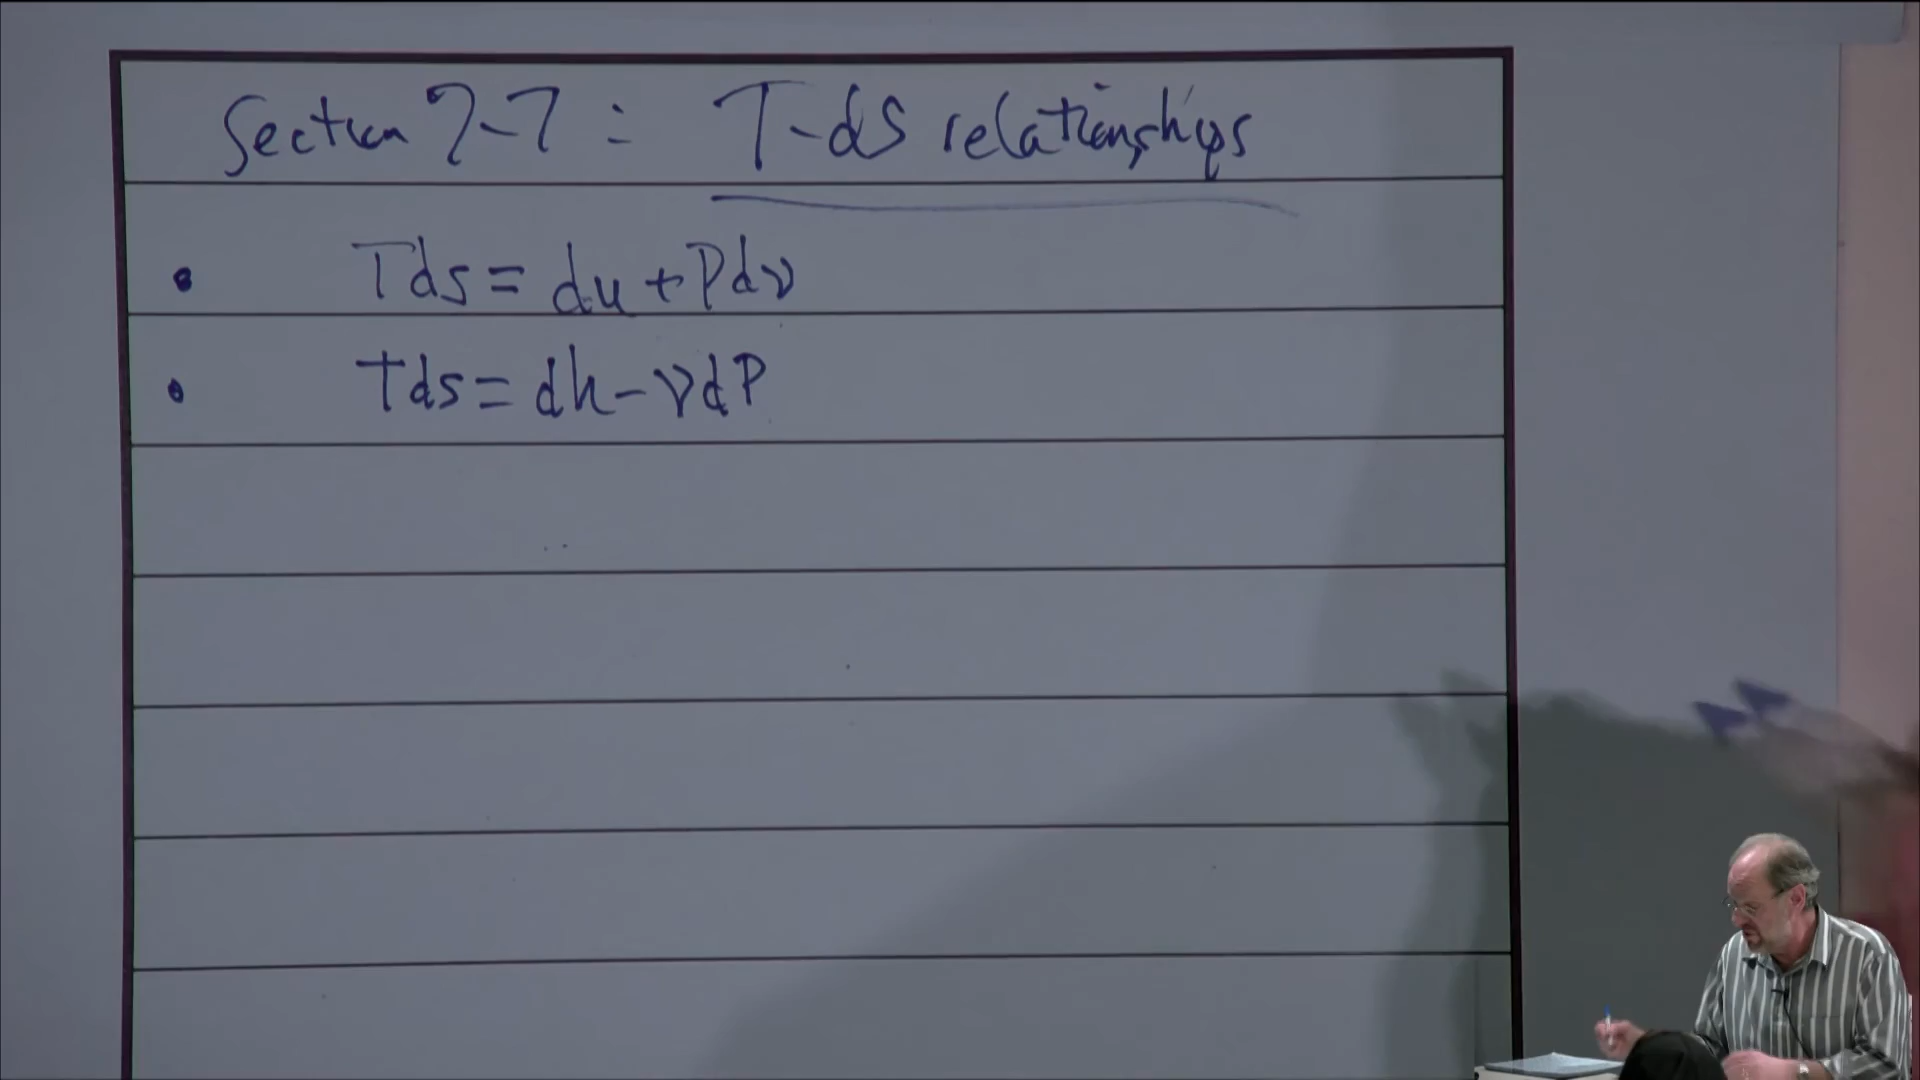 Section 7-7: T-dS relationships
• Tds = du + Pdv
• Tds = dh - vdP